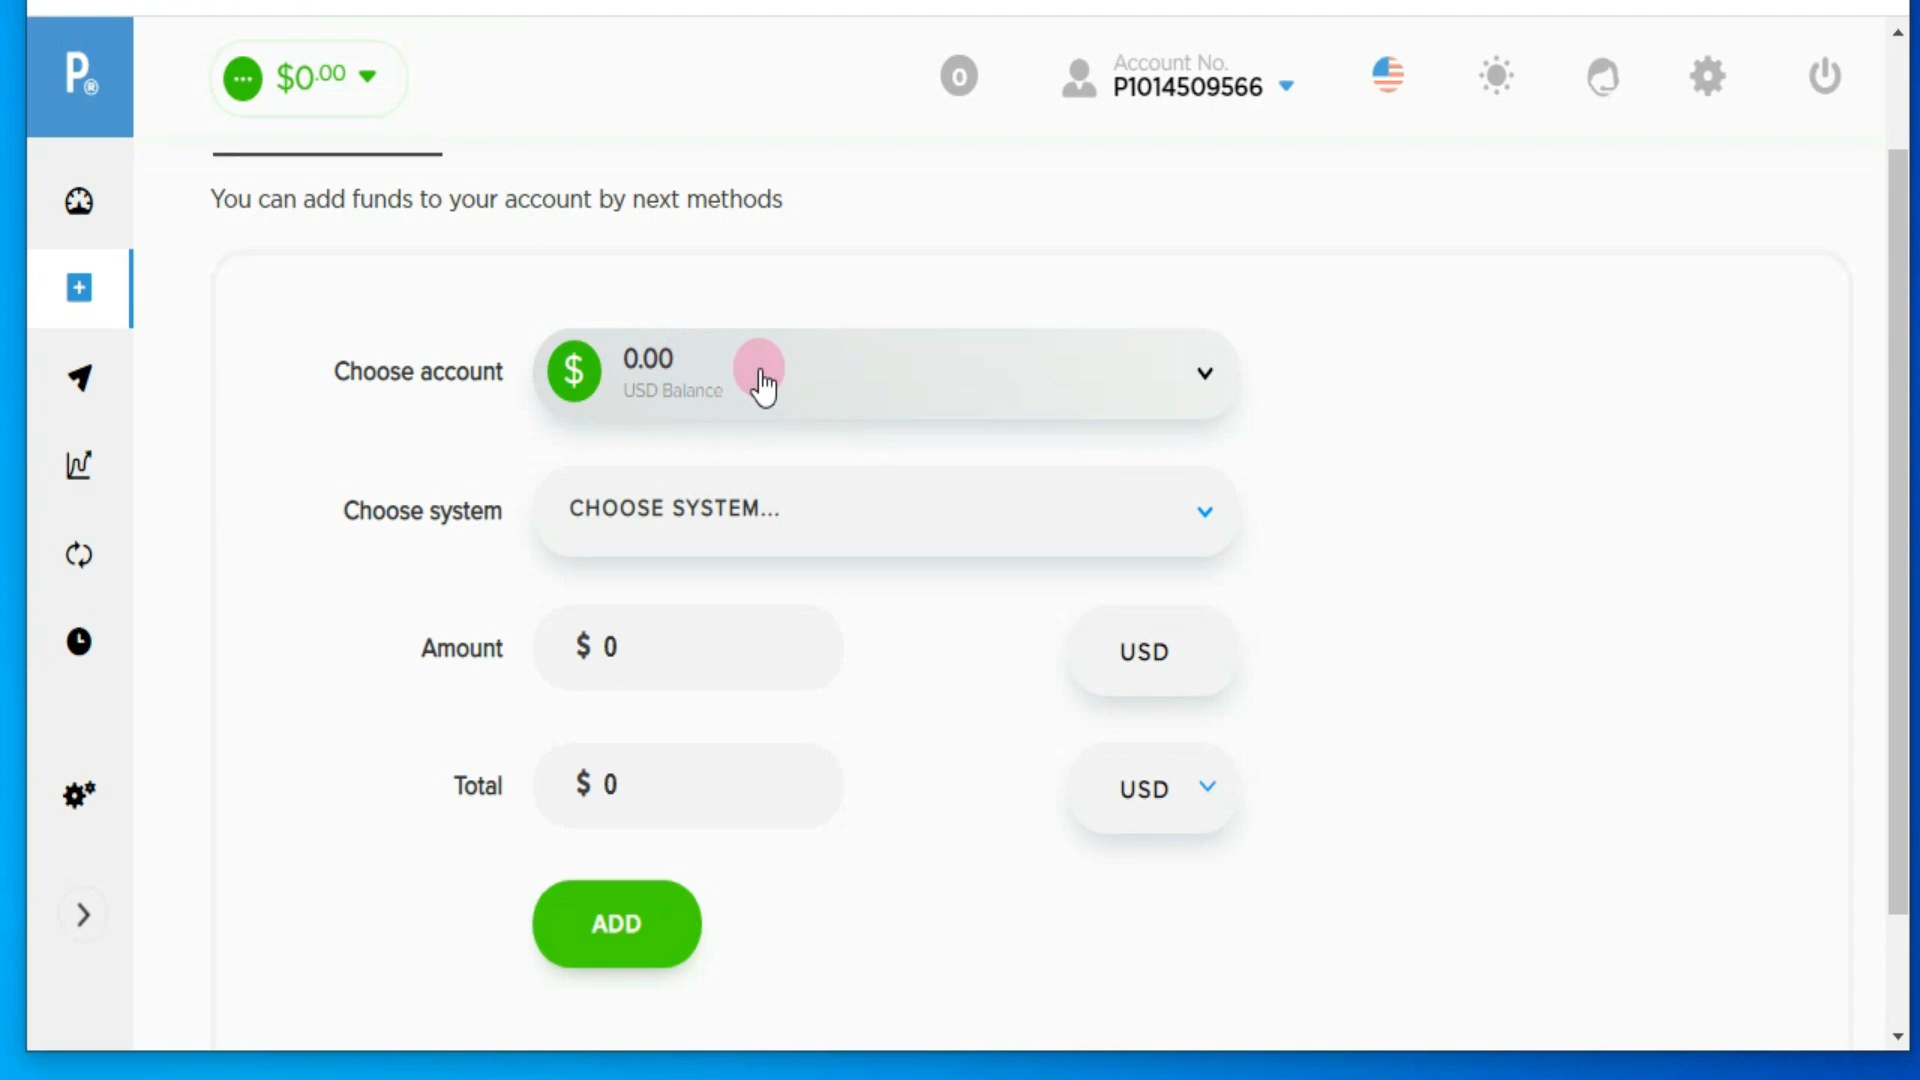 P®
$0.00
0
Account No.
P1014509566
You can add funds to your account by next methods
Choose account
$
0.00
USD Balance
Choose system
CHOOSE SYSTEM...
Amount
$ 0
USD
Total
$ 0
USD
ADD